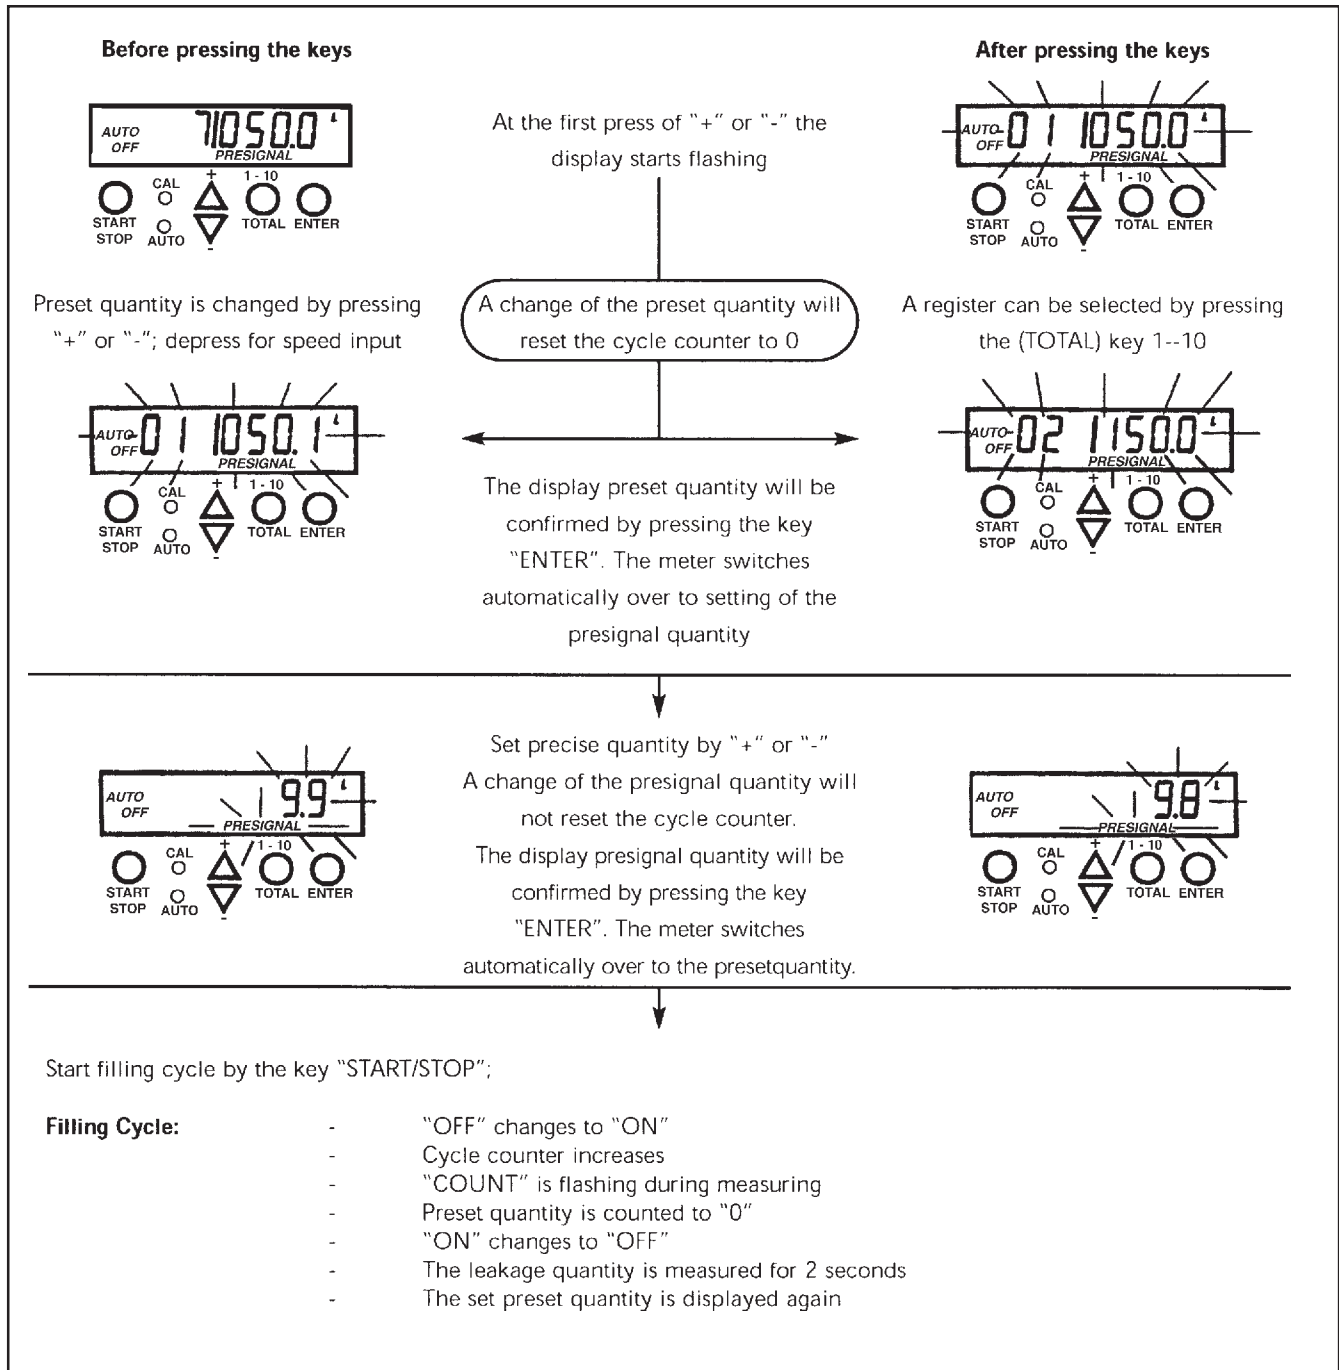 Before pressing the keys
After pressing the keys
AUTO
OFF
71050.0 L
PRESIGNAL
START
STOP
CAL
AUTO
+
-
1 - 10
TOTAL ENTER
At the first press of “+” or “-” the
display starts flashing
AUTO
OFF
01 1050.0 L
PRESIGNAL
START
STOP
CAL
AUTO
+
-
1 - 10
TOTAL ENTER
Preset quantity is changed by pressing
“+” or “-”; depress for speed input
A change of the preset quantity will
reset the cycle counter to 0
A register can be selected by pressing
the (TOTAL) key 1--10
AUTO
OFF
01 1050.1 L
PRESIGNAL
START
STOP
CAL
AUTO
+
-
1 - 10
TOTAL ENTER
The display preset quantity will be
confirmed by pressing the key
“ENTER”. The meter switches
automatically over to setting of the
presignal quantity
AUTO
OFF
02 1150.0 L
PRESIGNAL
START
STOP
CAL
AUTO
+
-
1 - 10
TOTAL ENTER
AUTO
OFF
9.9 L
PRESIGNAL
START
STOP
CAL
AUTO
+
-
1 - 10
TOTAL ENTER
Set precise quantity by “+” or “-”
A change of the presignal quantity will
not reset the cycle counter.
The display presignal quantity will be
confirmed by pressing the key
“ENTER”. The meter switches
automatically over to the presetquantity.
AUTO
OFF
9.8 L
PRESIGNAL
START
STOP
CAL
AUTO
+
-
1 - 10
TOTAL ENTER
Start filling cycle by the key “START/STOP”;
Filling Cycle:
- “OFF” changes to “ON”
- Cycle counter increases
- “COUNT” is flashing during measuring
- Preset quantity is counted to “0”
- “ON” changes to “OFF”
- The leakage quantity is measured for 2 seconds
- The set preset quantity is displayed again